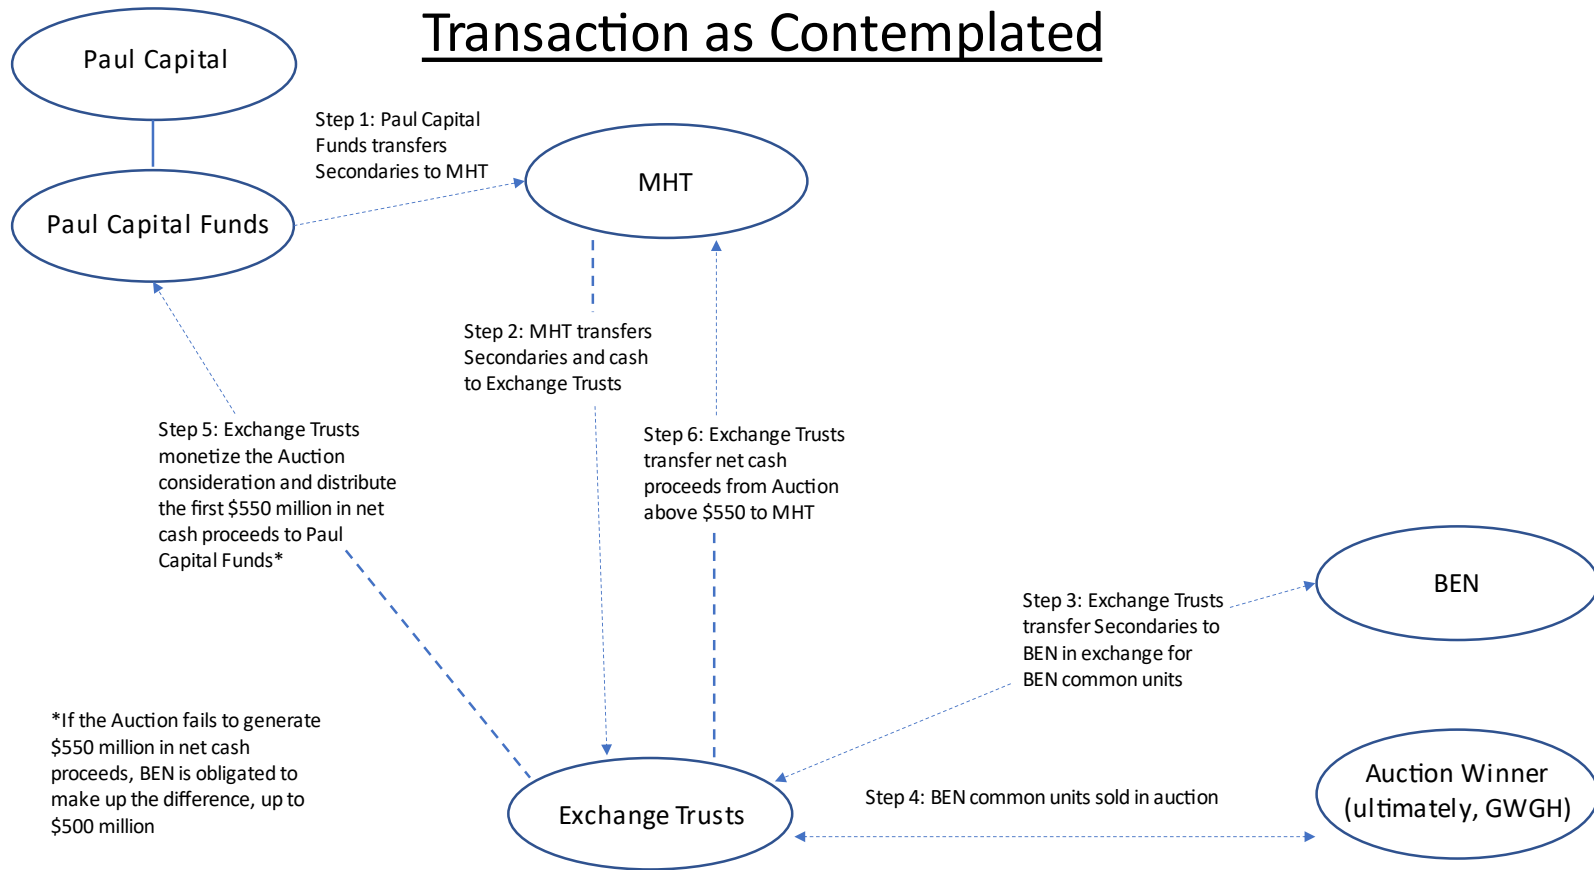 Transaction as Contemplated
Paul Capital
Step 1: Paul Capital
Funds transfers
Secondaries to MHT
MHT
Paul Capital Funds
Step 2: MHT transfers
Secondaries and cash
to Exchange Trusts
Step 5: Exchange Trusts
monetize the Auction
consideration and distribute
the first $550 million in net
cash proceeds to Paul
Capital Funds*
Step 6: Exchange Trusts
transfer net cash
proceeds from Auction
above $550 to MHT
BEN
Step 3: Exchange Trusts
transfer Secondaries to
BEN in exchange for
BEN common units
*If the Auction fails to generate
$550 million in net cash
proceeds, BEN is obligated to
make up the difference, up to
$500 million
Exchange Trusts
Step 4: BEN common units sold in auction
Auction Winner
(ultimately, GWGH)